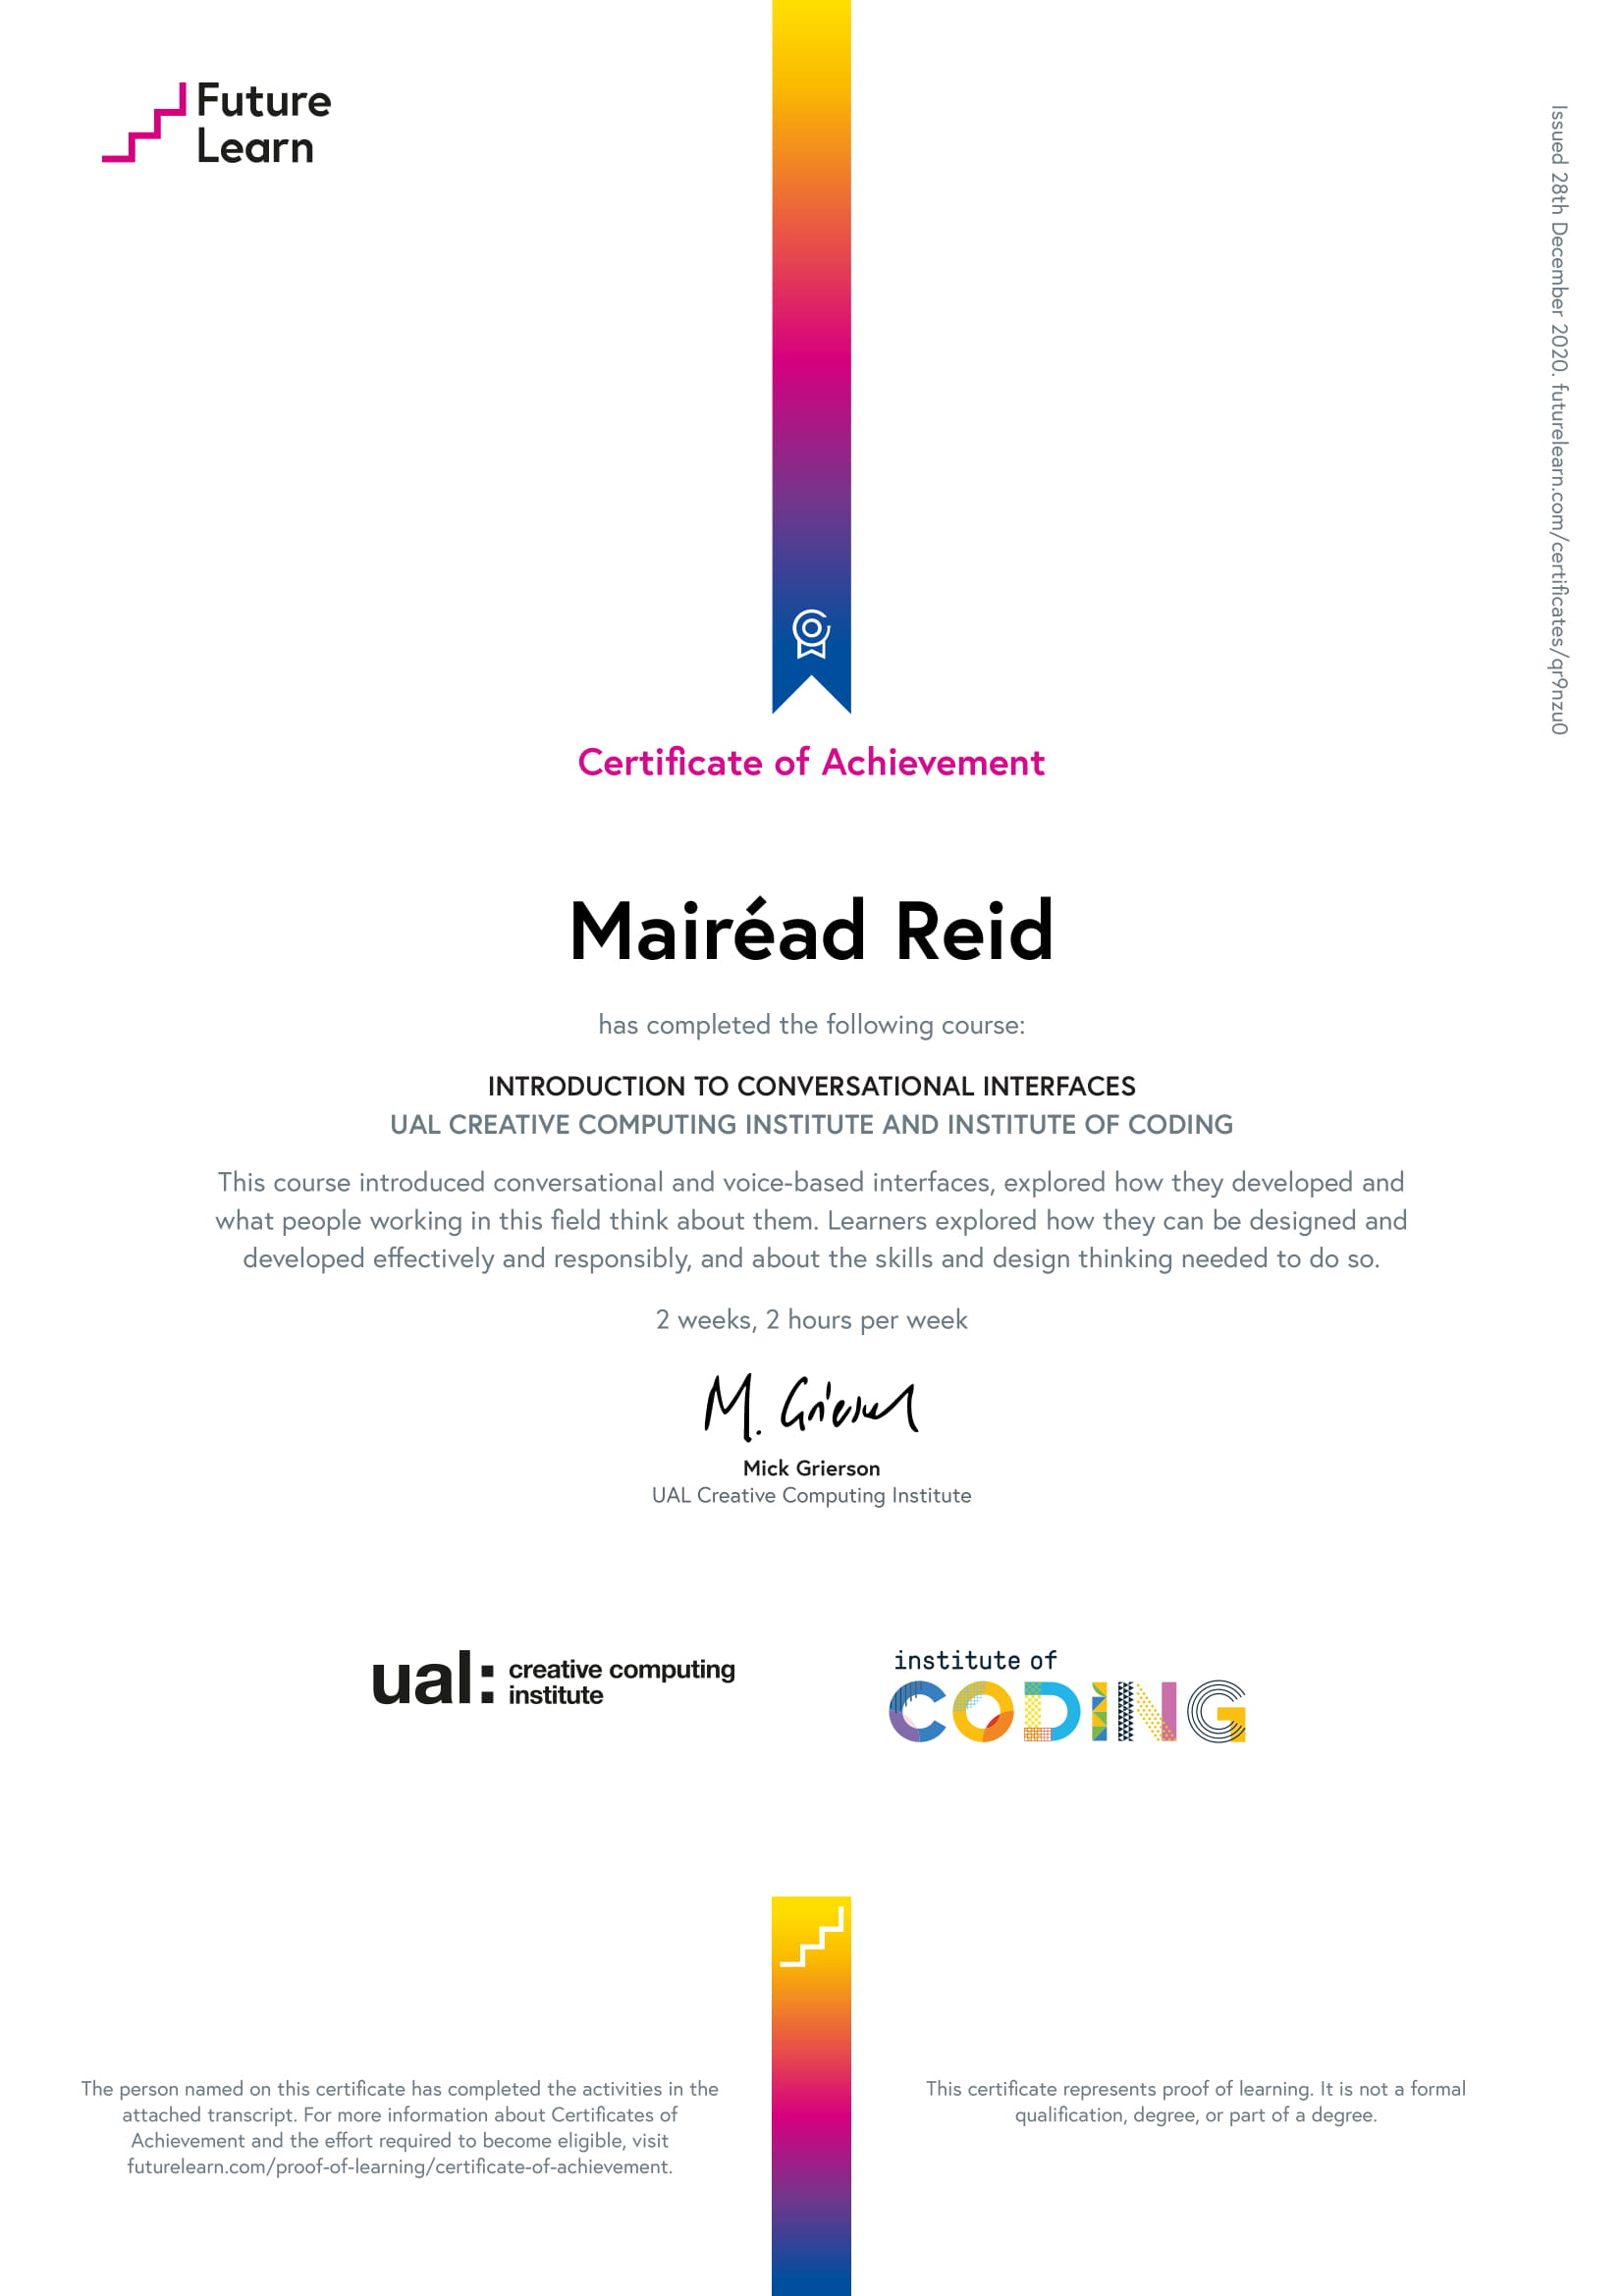 Future
Learn
Issued 28th December 2020. futurelearn.com/certificates/qr9nzu0
Certificate of Achievement
Mairéad Reid
has completed the following course:
INTRODUCTION TO CONVERSATIONAL INTERFACES
UAL CREATIVE COMPUTING INSTITUTE AND INSTITUTE OF CODING
This course introduced conversational and voice-based interfaces, explored how they developed and
what people working in this field think about them. Learners explored how they can be designed and
developed effectively and responsibly, and about the skills and design thinking needed to do so.
2 weeks, 2 hours per week
M. Grierson
Mick Grierson
UAL Creative Computing Institute
ual: creative computing
institute
institute of
CODING
The person named on this certificate has completed the activities in the
attached transcript. For more information about Certificates of
Achievement and the effort required to become eligible, visit
futurelearn.com/proof-of-learning/certificate-of-achievement.
This certificate represents proof of learning. It is not a formal
qualification, degree, or part of a degree.